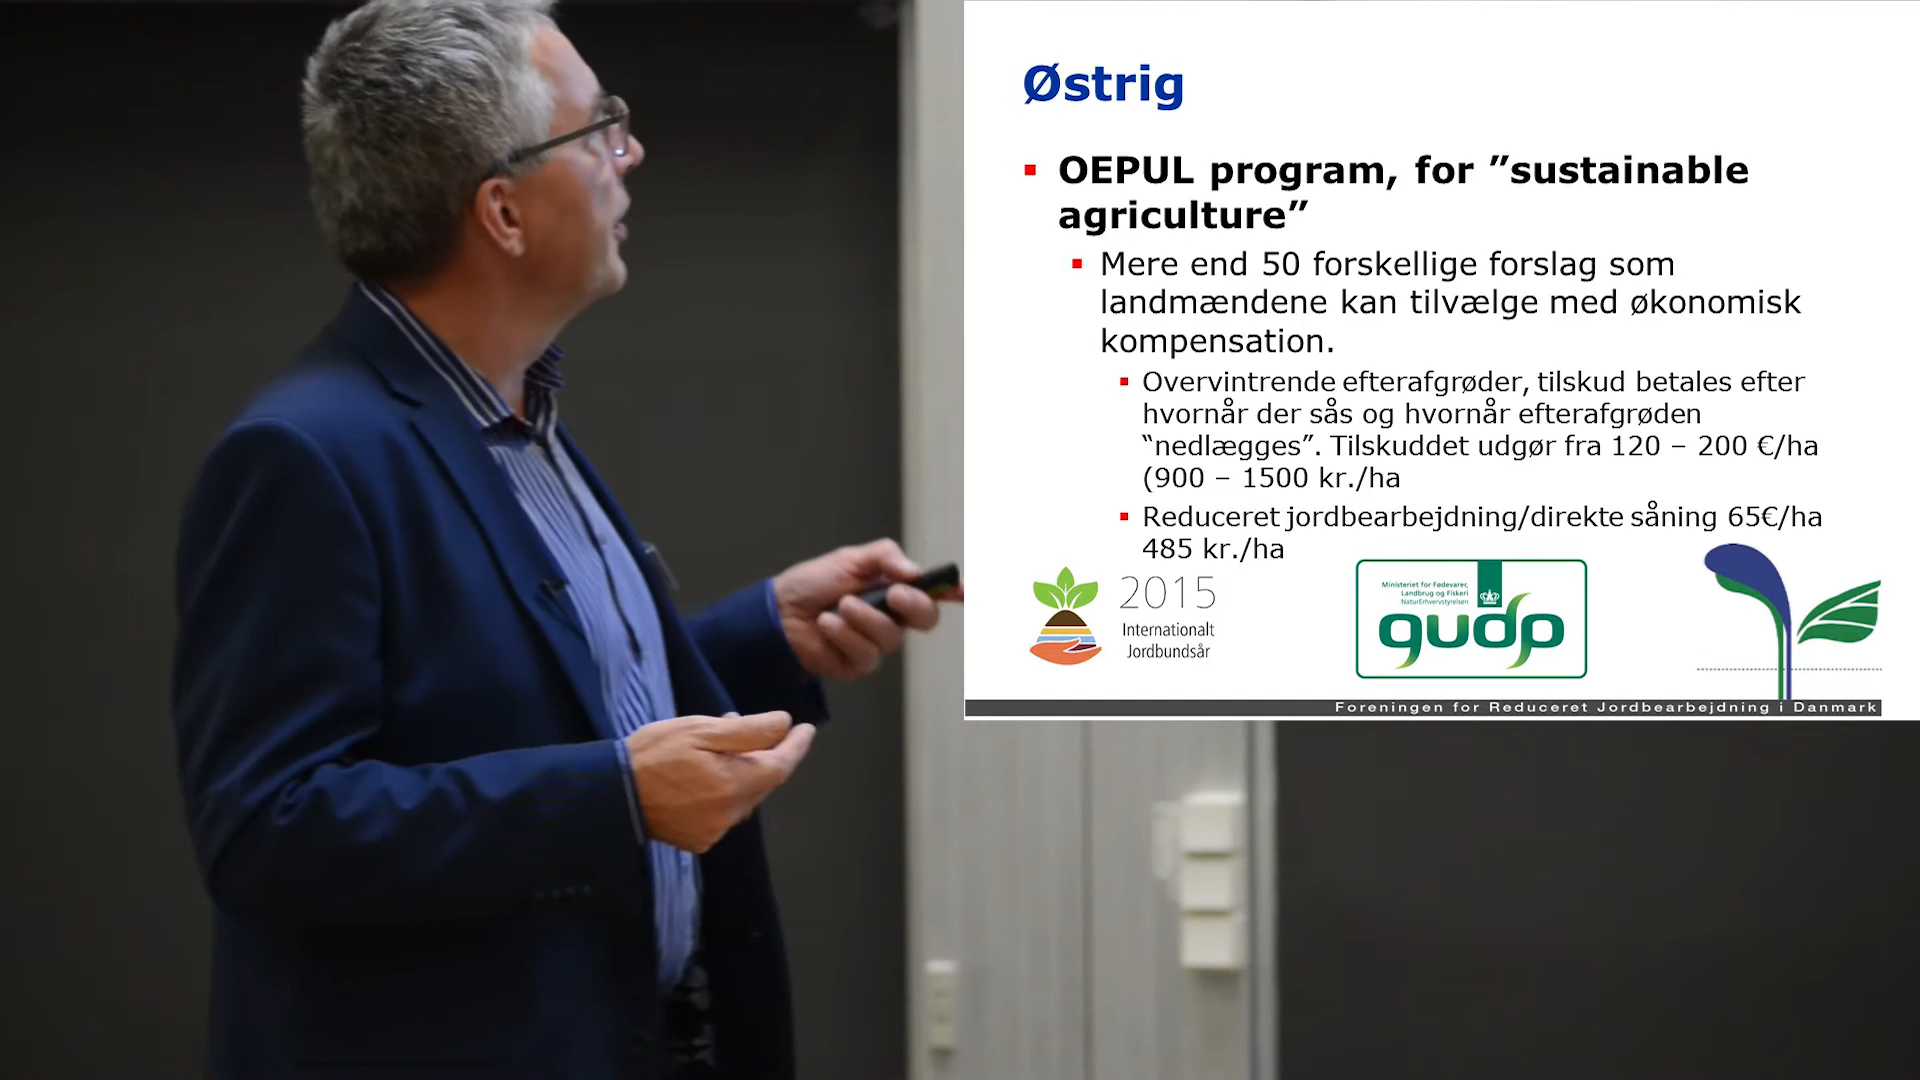 Østrig
OEPUL program, for ”sustainable
agriculture”
Mere end 50 forskellige forslag som
landmændene kan tilvælge med økonomisk
kompensation.
Overvintrende efterafgrøder, tilskud betales efter
hvornår der sås og hvornår efterafgrøden
“nedlægges”. Tilskuddet udgør fra 120 – 200 €/ha
(900 – 1500 kr./ha
Reduceret jordbearbejdning/direkte såning 65€/ha
485 kr./ha
2015
Internationalt
Jordbundsår
Ministeriet for Fødevarer,
Landbrug og Fiskeri
NaturErhvervstyrelsen
gudp
Foreningen for Reduceret Jordbearbejdning i Danmark